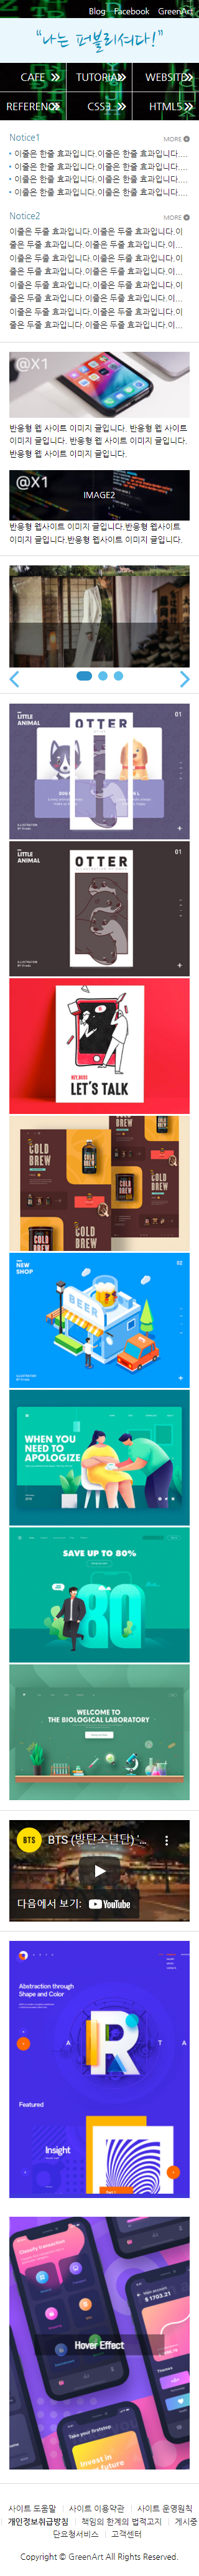 Blog Facebook GreenArt
“나는 퍼블리셔다!”
CAFE TUTORIAL WEBSITE
REFERENCE CSS3 HTML5
Notice1 MORE
• 이줄은 한줄 효과입니다.이줄은 한줄 효과입니다....
• 이줄은 한줄 효과입니다.이줄은 한줄 효과입니다....
• 이줄은 한줄 효과입니다.이줄은 한줄 효과입니다....
• 이줄은 한줄 효과입니다.이줄은 한줄 효과입니다....
Notice2 MORE
이줄은 두줄 효과입니다.이줄은 두줄 효과입니다.이
줄은 두줄 효과입니다.이줄은 두줄 효과입니다.이...
이줄은 두줄 효과입니다.이줄은 두줄 효과입니다.이
줄은 두줄 효과입니다.이줄은 두줄 효과입니다.이...
이줄은 두줄 효과입니다.이줄은 두줄 효과입니다.이
줄은 두줄 효과입니다.이줄은 두줄 효과입니다.이...
이줄은 두줄 효과입니다.이줄은 두줄 효과입니다.이
줄은 두줄 효과입니다.이줄은 두줄 효과입니다.이...
@X1
반응형 웹 사이트 이미지 글입니다. 반응형 웹 사이트
이미지 글입니다. 반응형 웹 사이트 이미지 글입니다.
반응형 웹 사이트 이미지 글입니다.
@X1
IMAGE2
반응형 웹사이트 이미지 글입니다.반응형 웹사이트
이미지 글입니다.반응형 웹사이트 이미지 글입니다.
LITTLE
ANIMAL
OTTER
01
LITTLE
ANIMAL
OTTER
01
HEY, BOSS
LET'S TALK
COLD
BREW
COLD
BREW
COLD
BREW
NEW
SHOP
02
BEER
WHEN YOU
NEED TO
APOLOGIZE
SAVE UP TO 80%
80
WELCOME TO
THE BIOLOGICAL LABORATORY
BTS
BTS (방탄소년단) '...
다음에서 보기: YouTube
Abstraction through
Shape and Color
R
A T A
Featured
Insight
Classify transaction
Main account
$ 1703.21
Themes
Hover Effect
Take your firststep
Invest in
your future
사이트 도움말 | 사이트 이용약관 | 사이트 운영원칙
| 개인정보취급방침 | 책임의 한계의 법적고지 | 게시중
단요청서비스 | 고객센터
Copyright © GreenArt All Rights Reserved.